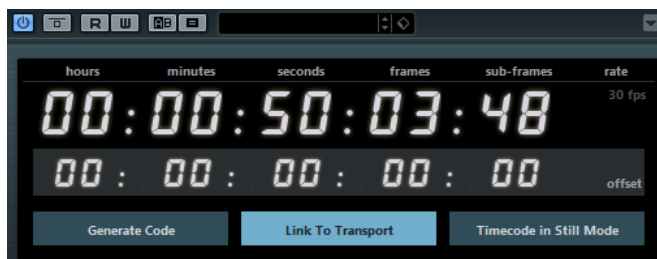 R W A B
hours minutes seconds frames sub-frames rate
00:00:50:03:48 30 fps
00: 00: 00: 00: 00 offset
Generate Code Link To Transport Timecode in Still Mode